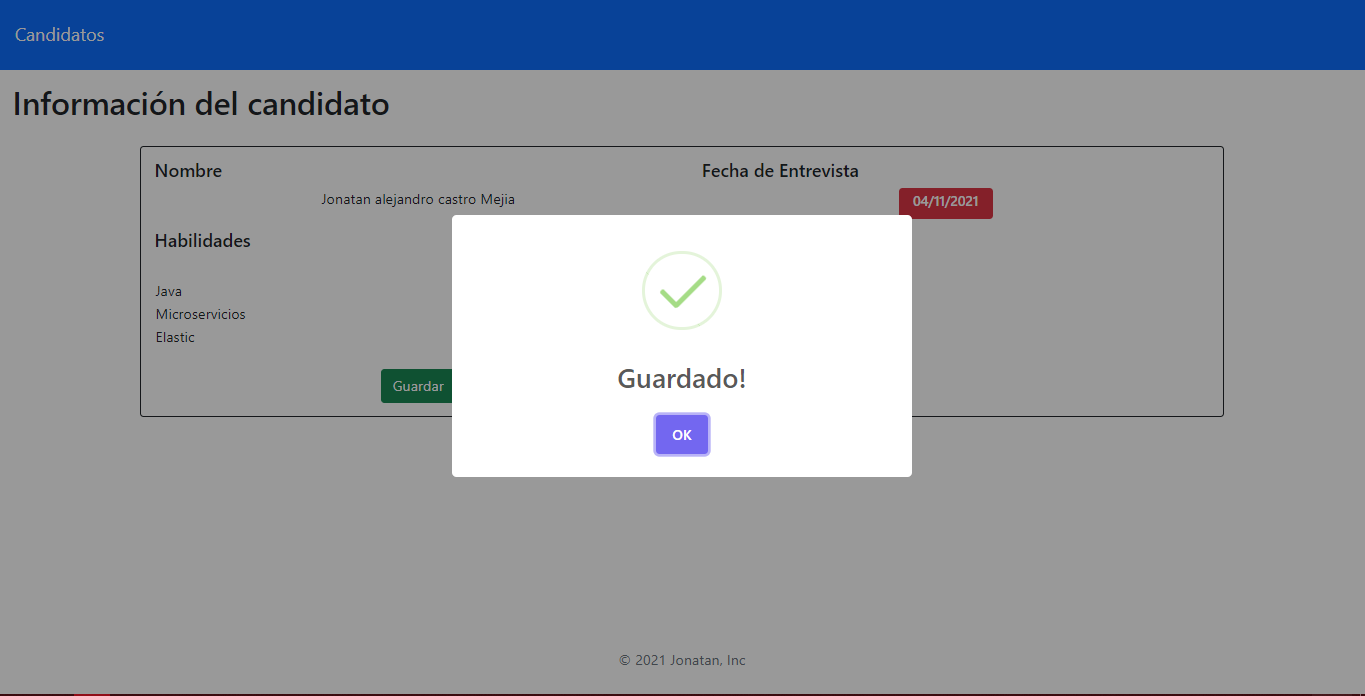 Candidatos
Información del candidato
Nombre
Fecha de Entrevista
Jonatan alejandro castro Mejia
04/11/2021
Habilidades
Java
Microservicios
Elastic
Guardar
Guardado!
OK
© 2021 Jonatan, Inc